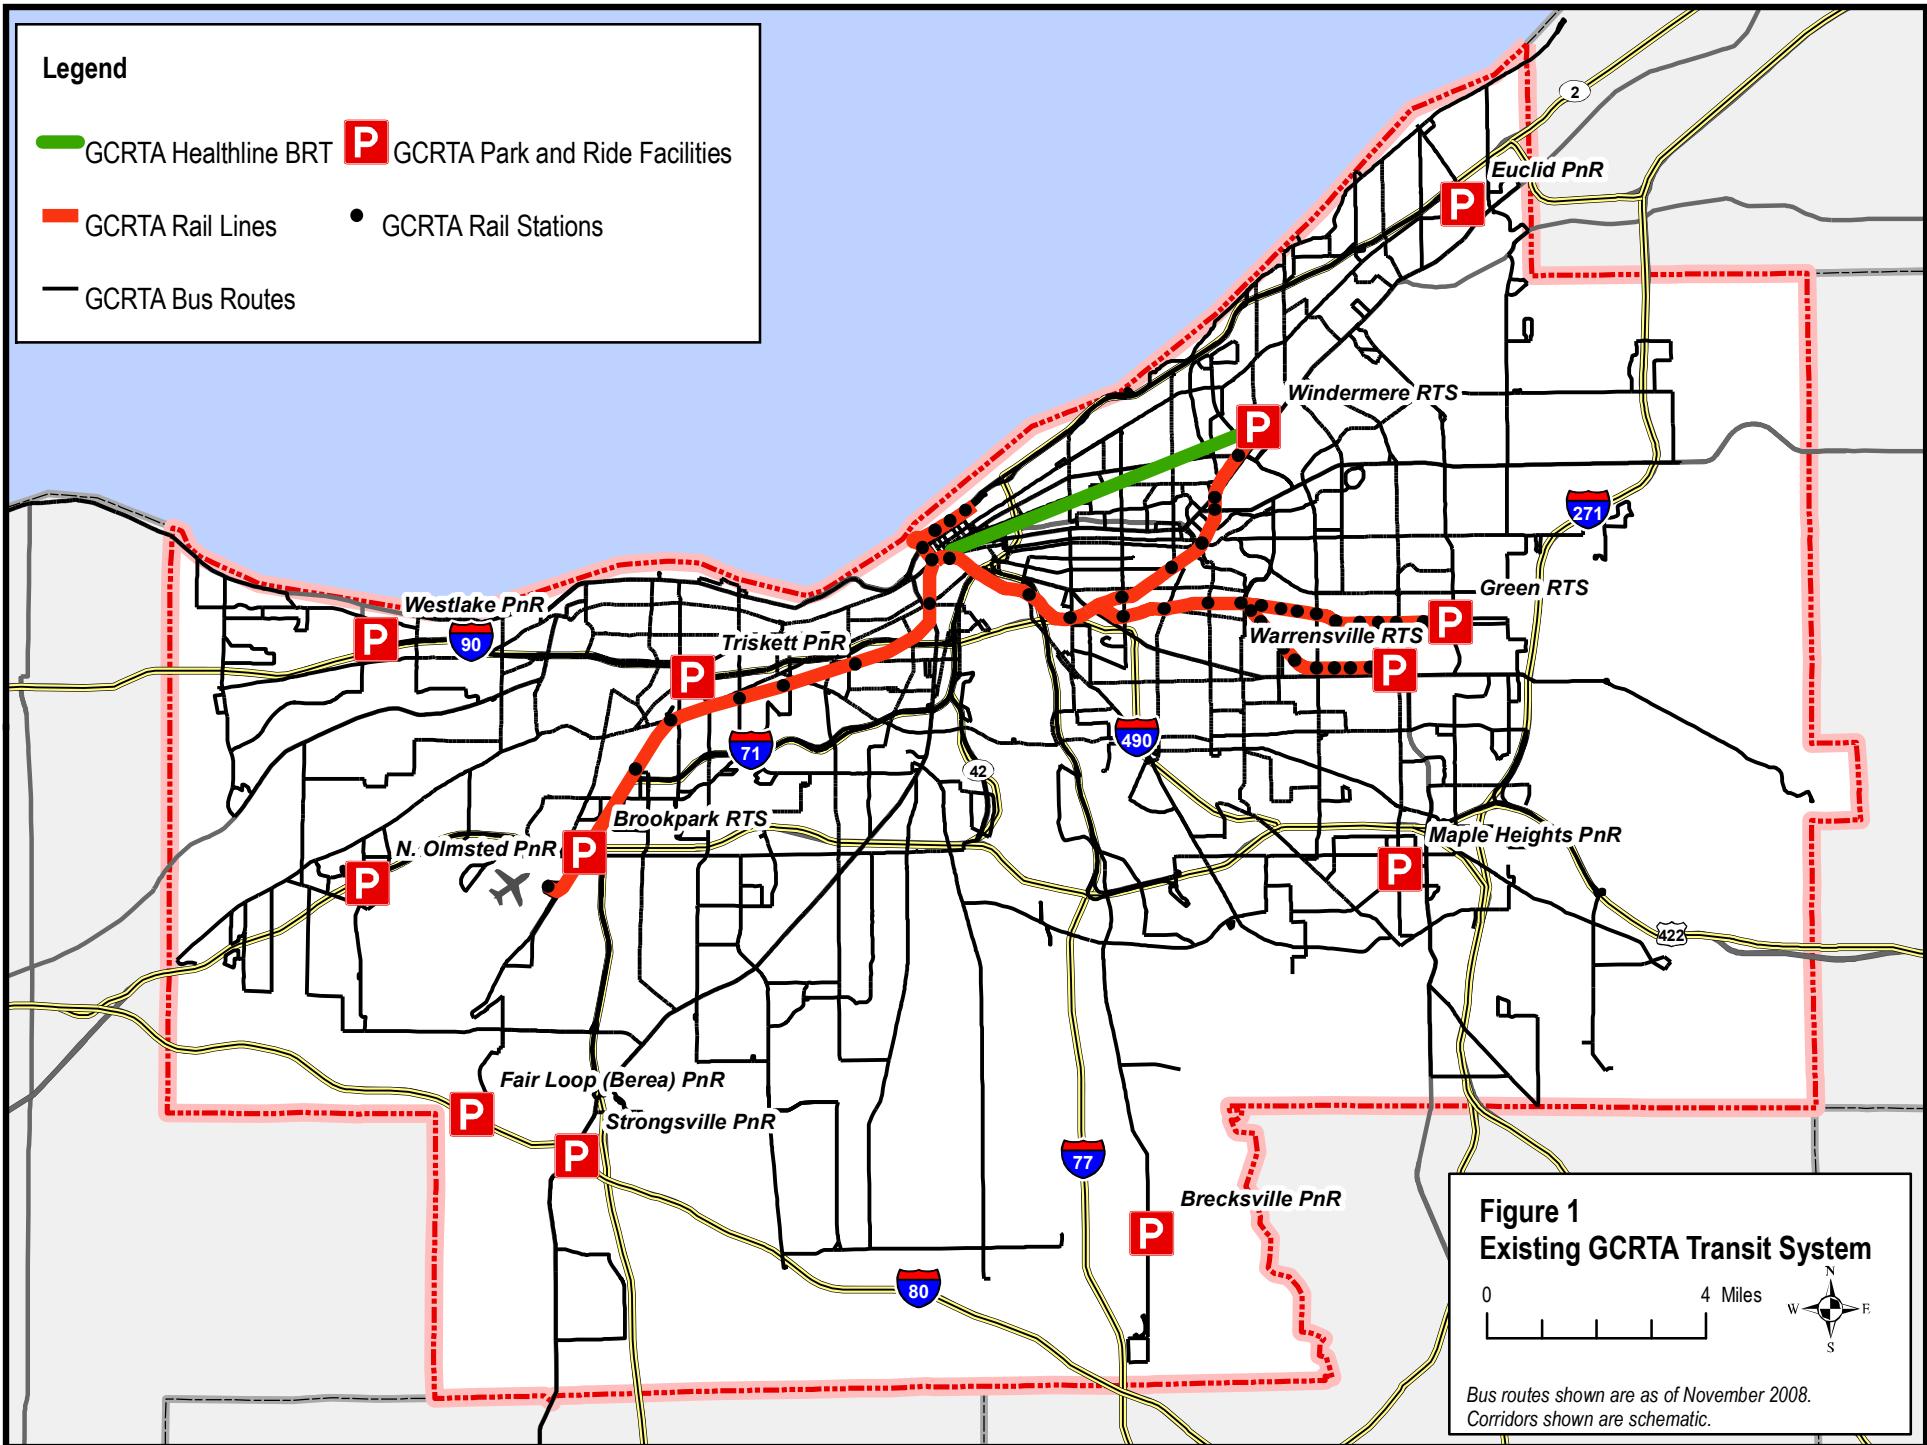 Legend
GCRTA Healthline BRT
P GCRTA Park and Ride Facilities
GCRTA Rail Lines
GCRTA Rail Stations
GCRTA Bus Routes
2
Euclid PnR
P
Windermere RTS
P
271
Green RTS
P
Westlake PnR
P
90
Triskett PnR
P
Warrensville RTS
P
71
490
42
Brookpark RTS
P
N. Olmsted PnR
P
Maple Heights PnR
P
422
Fair Loop (Berea) PnR
P
Strongsville PnR
P
77
Brecksville PnR
P
80
Figure 1
Existing GCRTA Transit System
0 4 Miles
N
W E
S
Bus routes shown are as of November 2008.
Corridors shown are schematic.